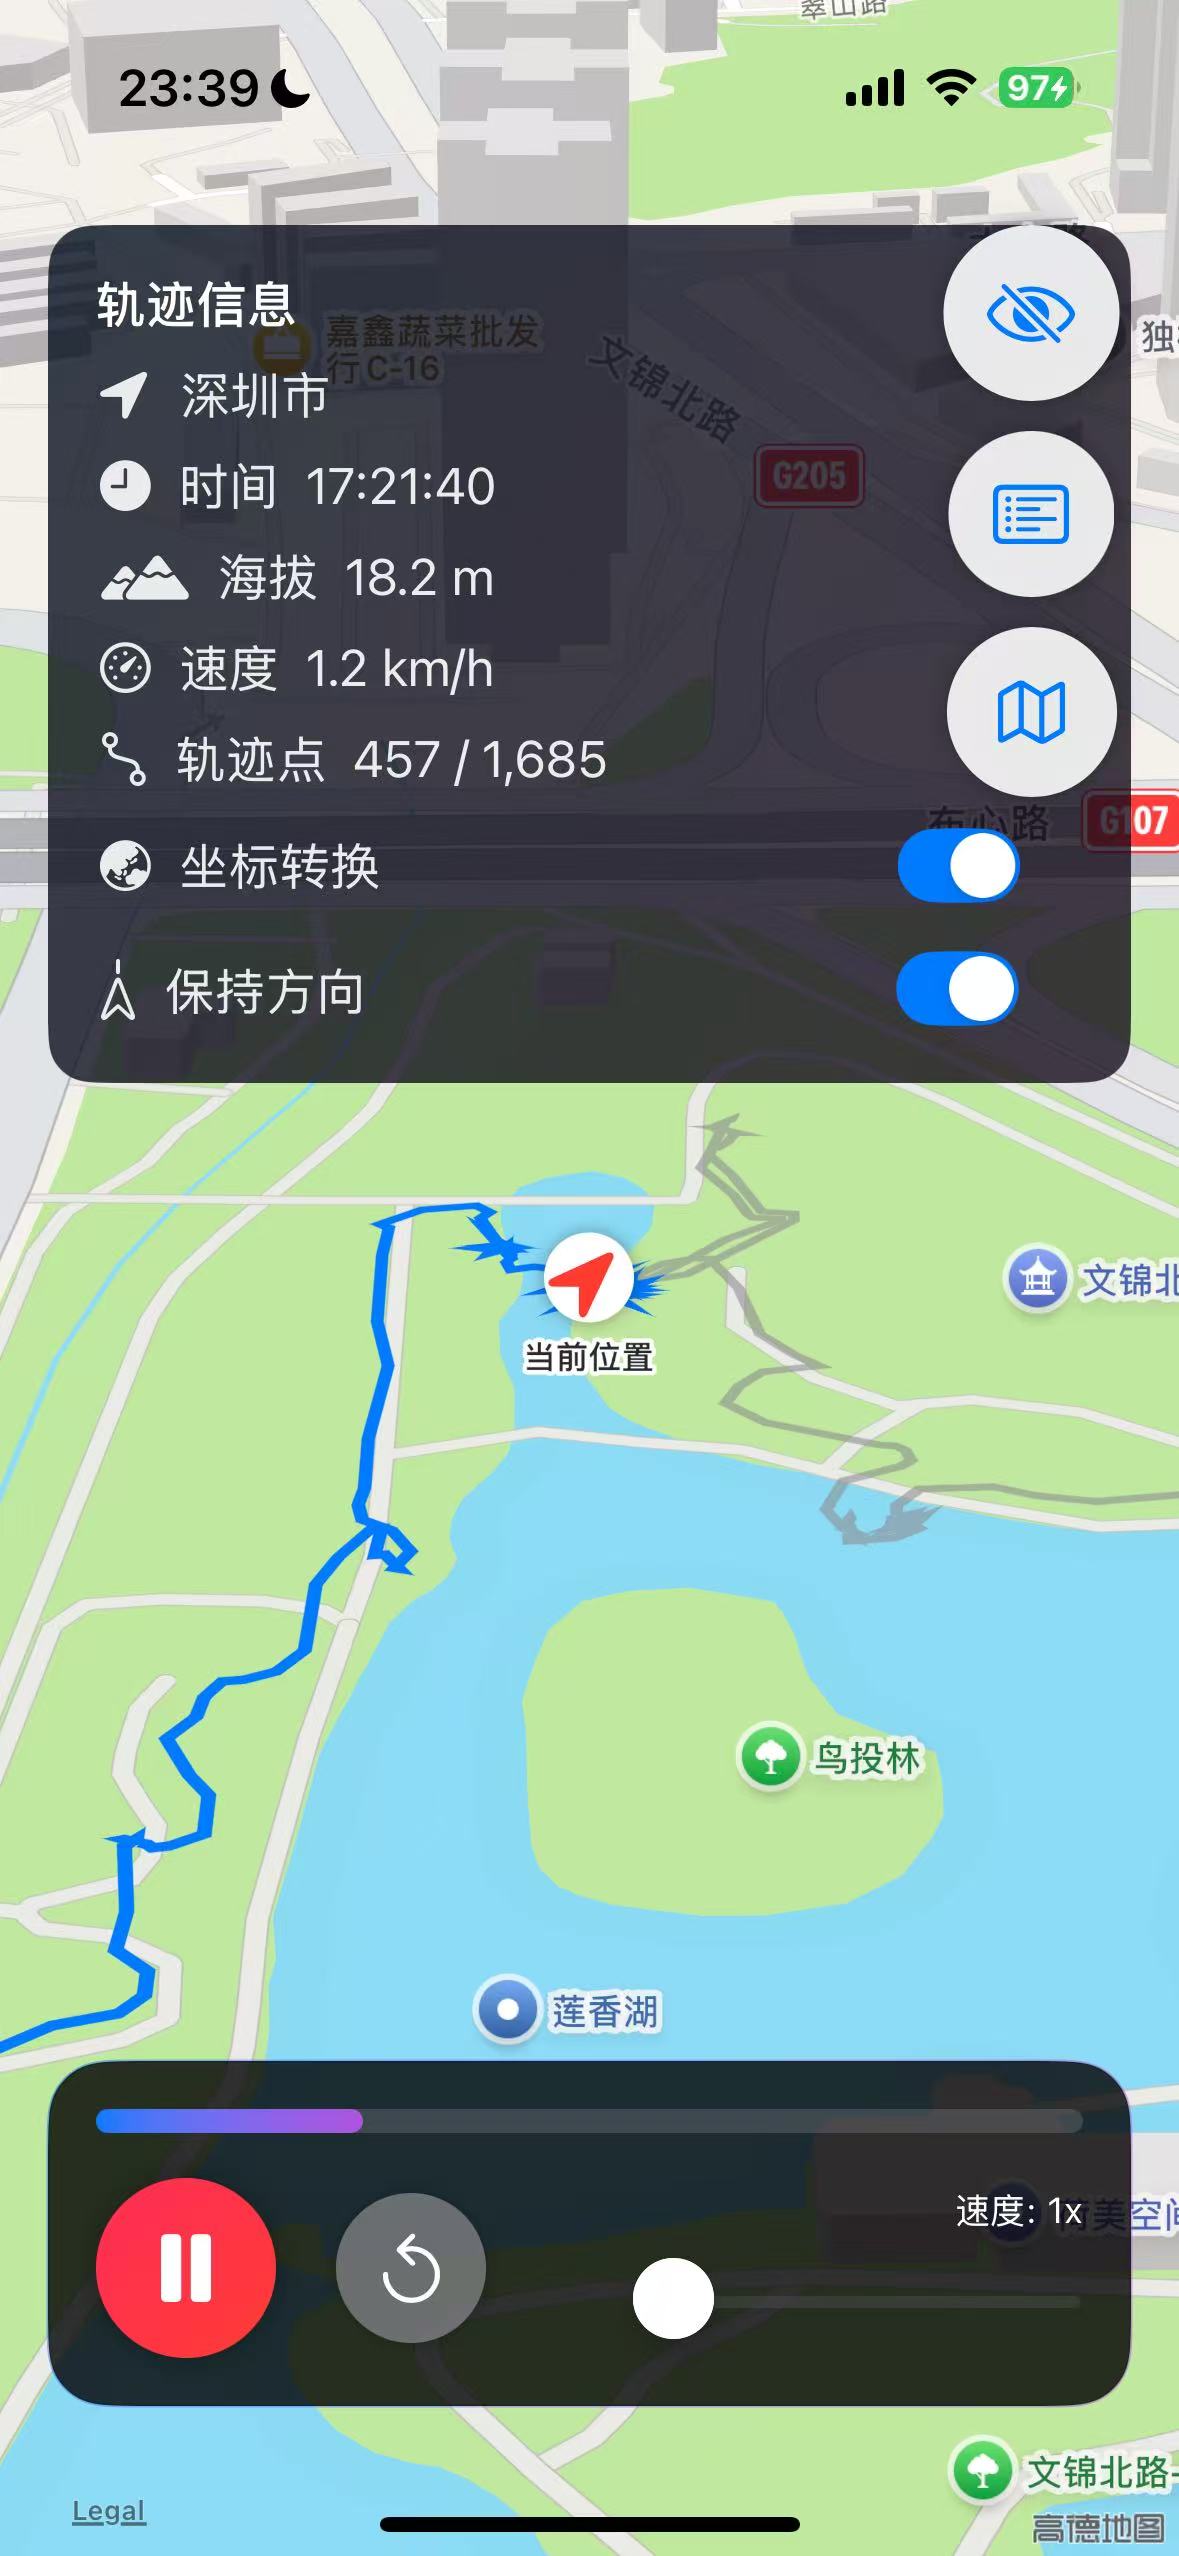 翠山路
23:39
97
轨迹信息
嘉鑫蔬菜批发
行C-16
文锦北路
深圳市
时间 17:21:40
G205
海拔 18.2 m
速度 1.2 km/h
轨迹点 457 / 1,685
布心路
G107
坐标转换
保持方向
文锦北
当前位置
鸟投林
莲香湖
速度: 1x
荷美空间
文锦北路-
Legal
高德地图